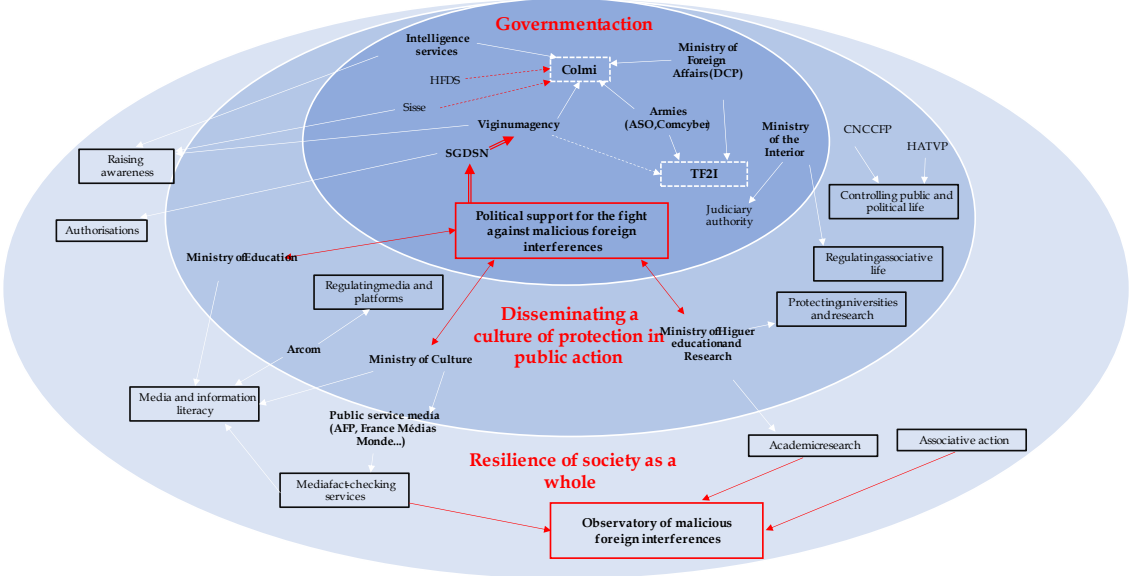 Governmentaction
Intelligence
services
Ministry of
Foreign
Affairs(DCP)
Colmi
HFDS
Sisse
Armies
(ASO,Comcyber)
Viginumagency
Ministry
of the
Interior
CNCCFP
HATVP
SGDSN
Raising
awareness
TF2I
Controlling public and
political life
Judiciary
authority
Political support for the fight
against malicious foreign
interferences
Authorisations
Ministry ofEducation
Regulatingassociative
life
Regulatingmedia and
platforms
Protectinguniversities
andresearch
Disseminating a
culture of protection in
public action
Ministry ofHiguer
educationand
Research
Arcom
Ministry of Culture
Media and information
literacy
Public service media
(AFP, France Médias
Monde...)
Academicresearch
Associative action
Resilience of society as a
whole
Mediafact-checking
services
Observatory of malicious
foreign interferences